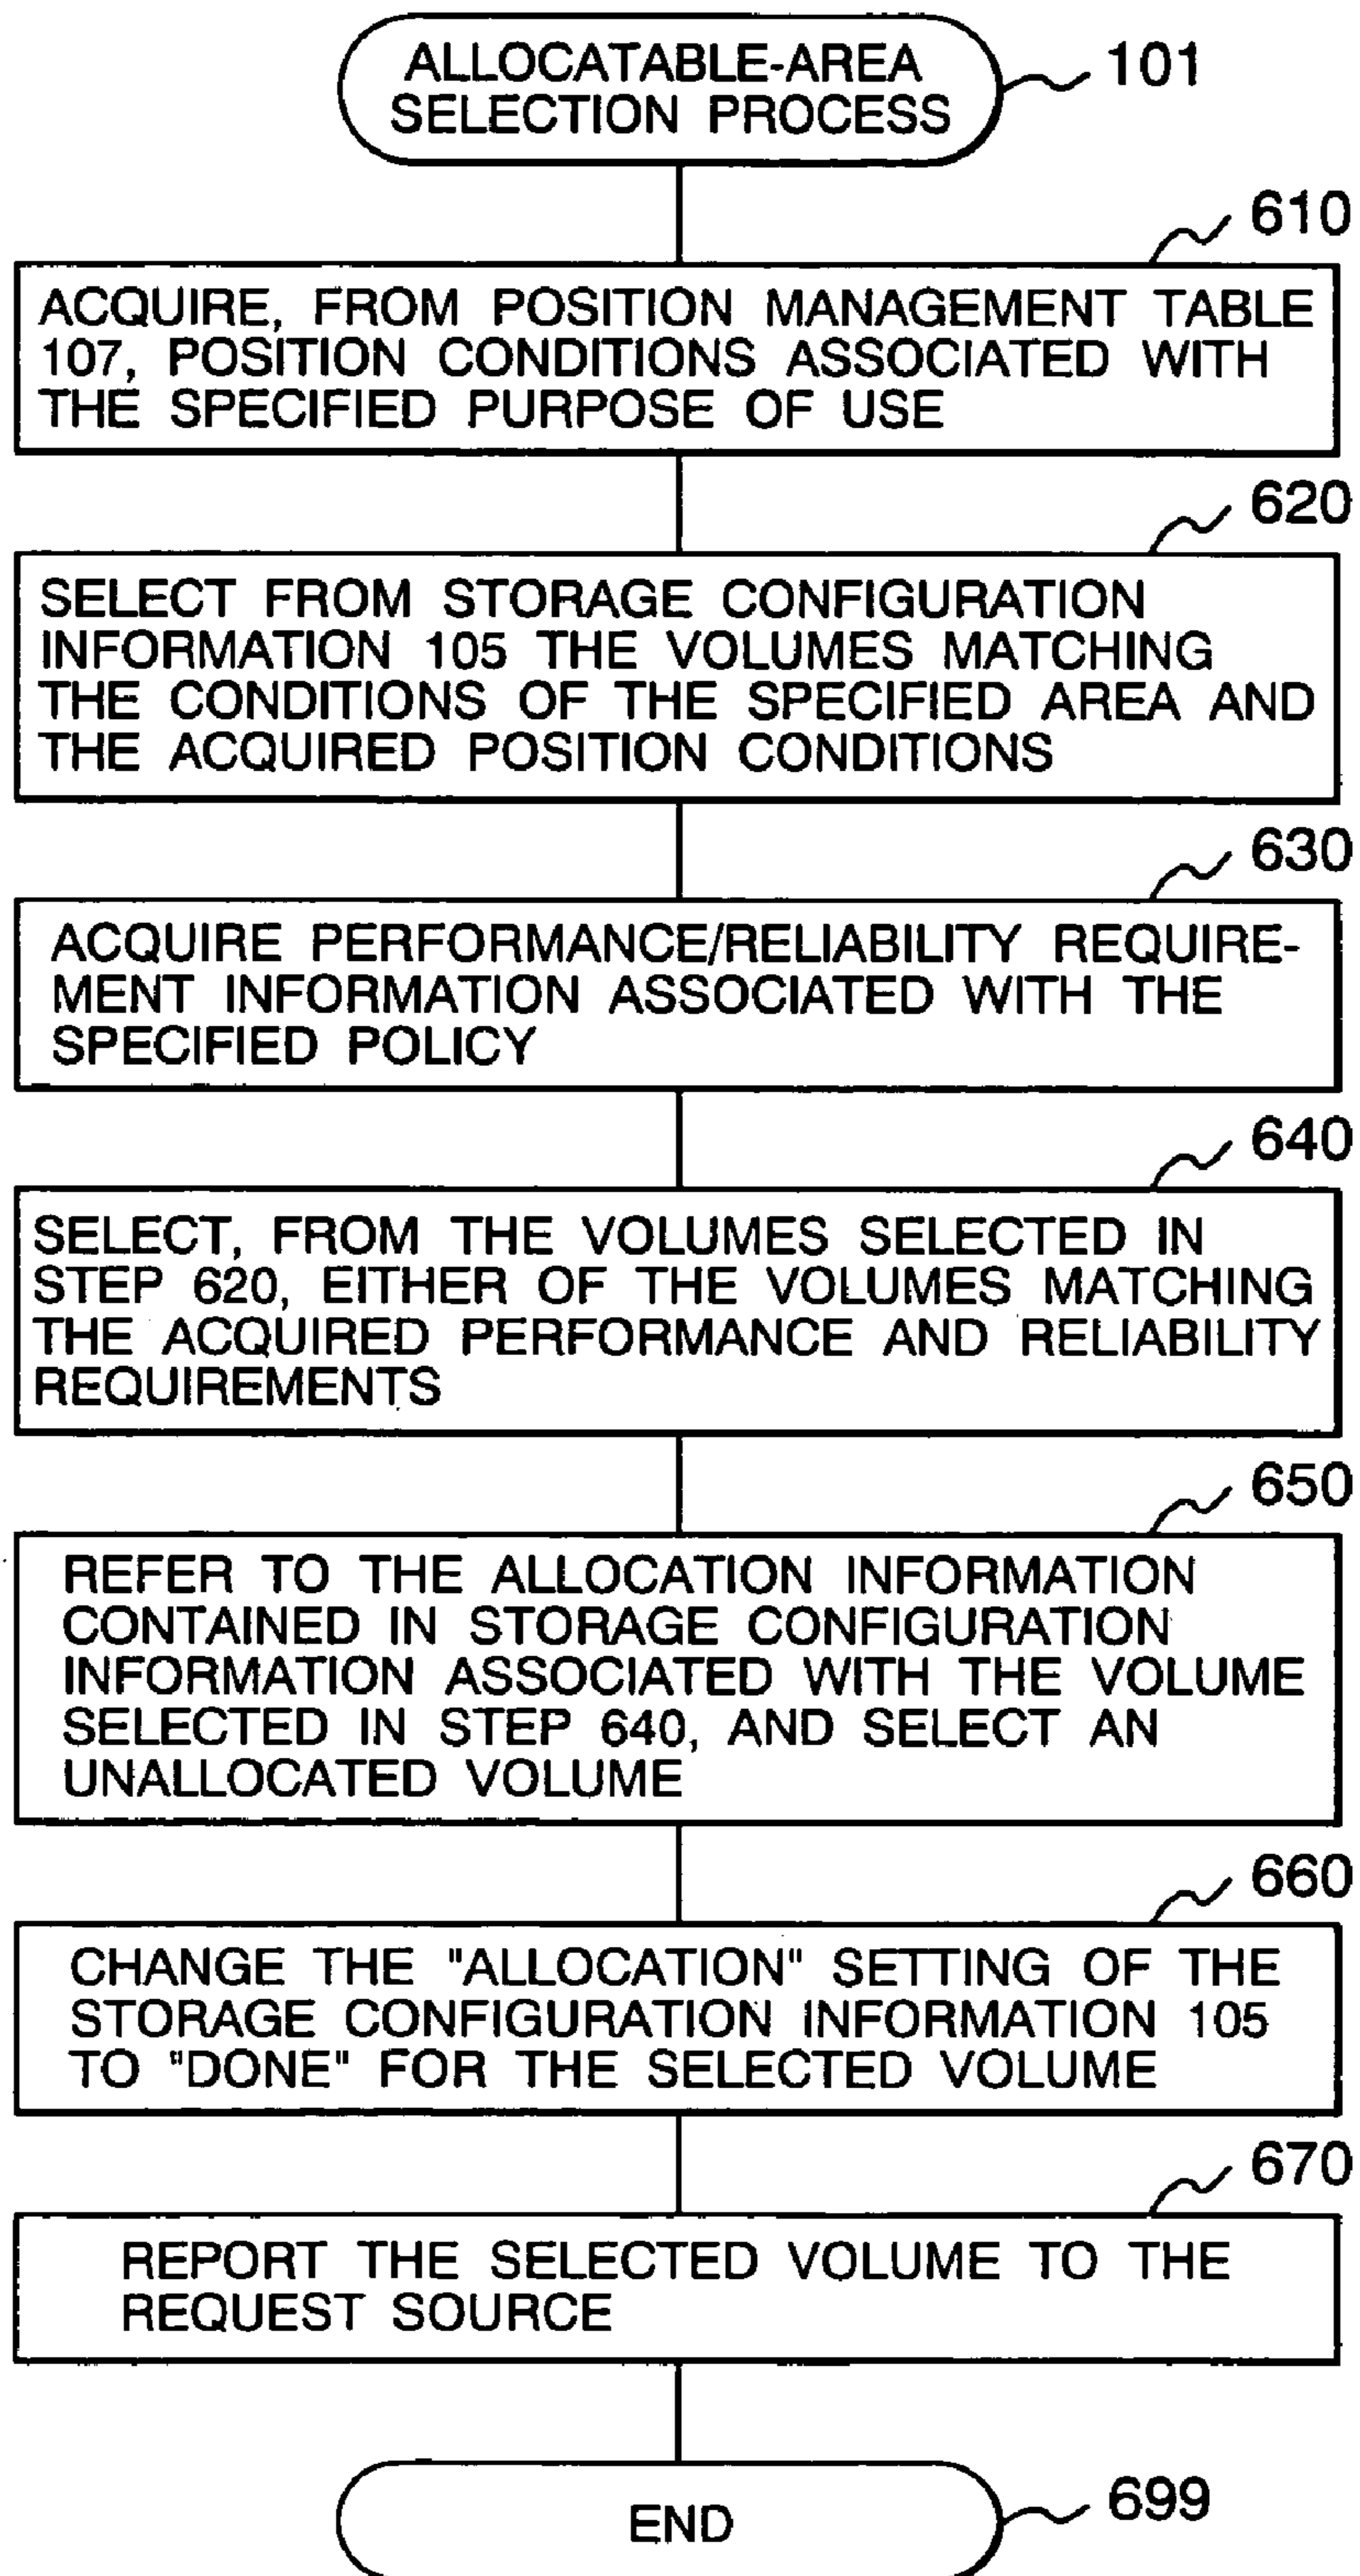 ALLOCATABLE-AREA
SELECTION PROCESS
101
610
ACQUIRE, FROM POSITION MANAGEMENT TABLE
107, POSITION CONDITIONS ASSOCIATED WITH
THE SPECIFIED PURPOSE OF USE
620
SELECT FROM STORAGE CONFIGURATION
INFORMATION 105 THE VOLUMES MATCHING
THE CONDITIONS OF THE SPECIFIED AREA AND
THE ACQUIRED POSITION CONDITIONS
630
ACQUIRE PERFORMANCE/RELIABILITY REQUIRE-
MENT INFORMATION ASSOCIATED WITH THE
SPECIFIED POLICY
640
SELECT, FROM THE VOLUMES SELECTED IN
STEP 620, EITHER OF THE VOLUMES MATCHING
THE ACQUIRED PERFORMANCE AND RELIABILITY
REQUIREMENTS
650
REFER TO THE ALLOCATION INFORMATION
CONTAINED IN STORAGE CONFIGURATION
INFORMATION ASSOCIATED WITH THE VOLUME
SELECTED IN STEP 640, AND SELECT AN
UNALLOCATED VOLUME
660
CHANGE THE "ALLOCATION" SETTING OF THE
STORAGE CONFIGURATION INFORMATION 105
TO "DONE" FOR THE SELECTED VOLUME
670
REPORT THE SELECTED VOLUME TO THE
REQUEST SOURCE
END
699